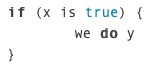 if (x is true) {
        we do y
}